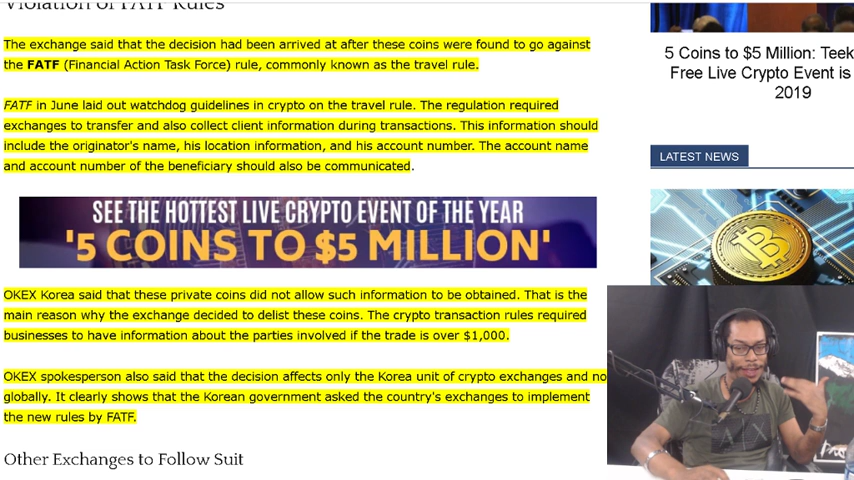 Violation of FATF Rules
The exchange said that the decision had been arrived at after these coins were found to go against
the FATF (Financial Action Task Force) rule, commonly known as the travel rule.
FATF in June laid out watchdog guidelines in crypto on the travel rule. The regulation required
exchanges to transfer and also collect client information during transactions. This information should
include the originator's name, his location information, and his account number. The account name
and account number of the beneficiary should also be communicated.
SEE THE HOTTEST LIVE CRYPTO EVENT OF THE YEAR
'5 COINS TO $5 MILLION'
OKEX Korea said that these private coins did not allow such information to be obtained. That is the
main reason why the exchange decided to delist these coins. The crypto transaction rules required
businesses to have information about the parties involved if the trade is over $1,000.
OKEX spokesperson also said that the decision affects only the Korea unit of crypto exchanges and no
globally. It clearly shows that the Korean government asked the country's exchanges to implement
the new rules by FATF.
Other Exchanges to Follow Suit
5 Coins to $5 Million: Teek
Free Live Crypto Event is
2019
LATEST NEWS